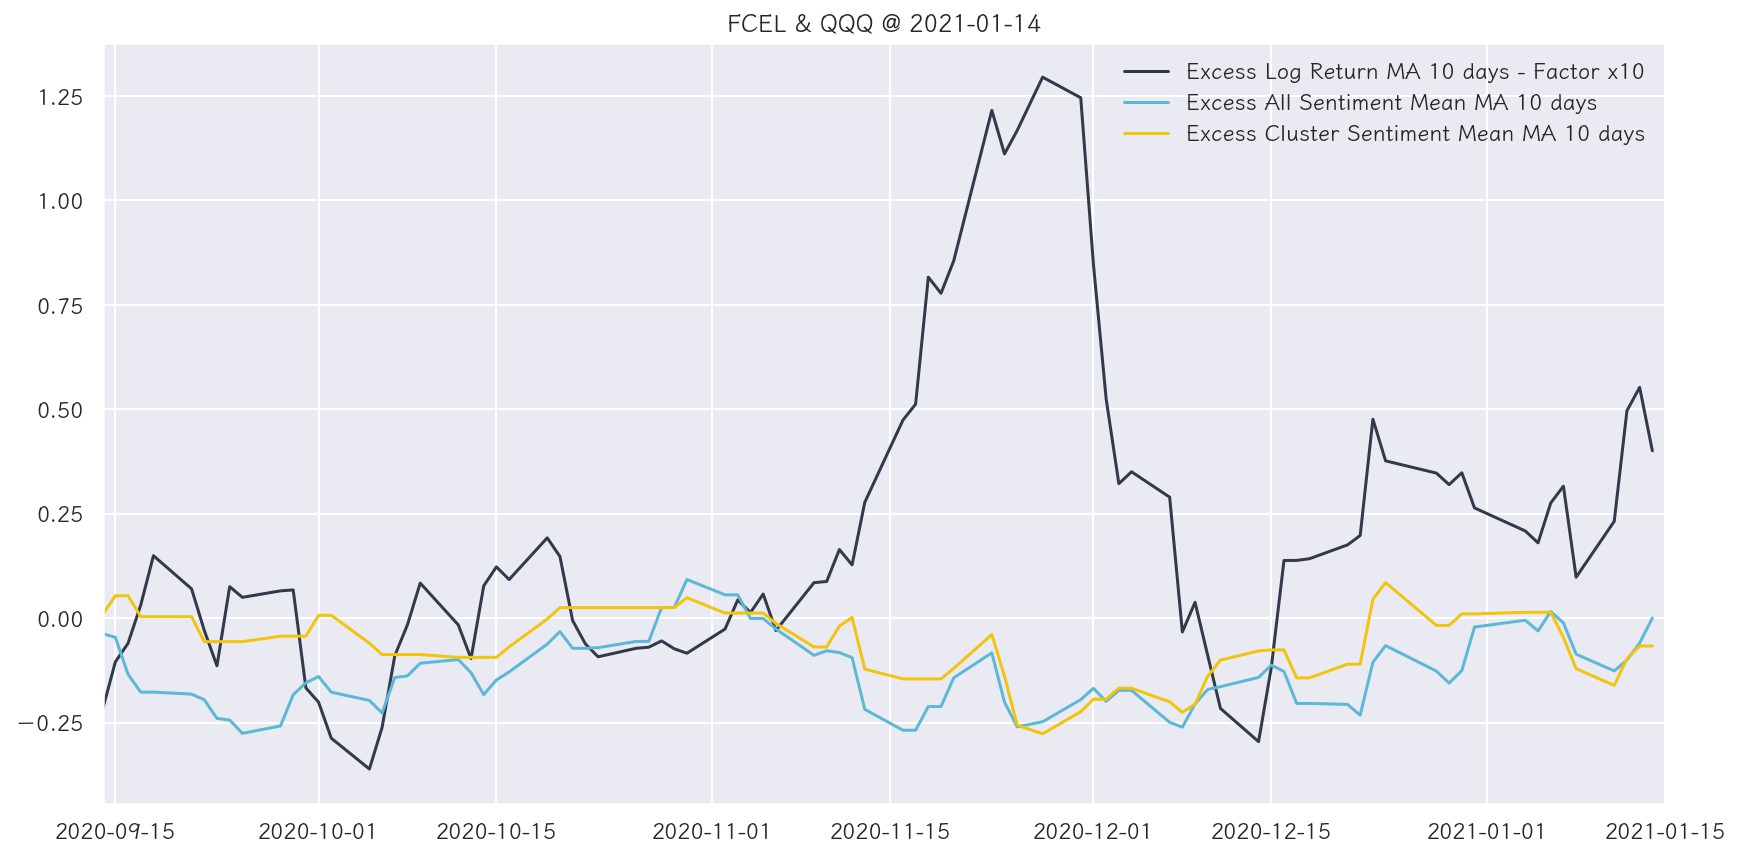 FCEL & QQQ @ 2021-01-14
Excess Log Return MA 10 days - Factor x10
Excess All Sentiment Mean MA 10 days
Excess Cluster Sentiment Mean MA 10 days
1.25
1.00
0.75
0.50
0.25
0.00
−0.25
2020-09-15 2020-10-01 2020-10-15 2020-11-01 2020-11-15 2020-12-01 2020-12-15 2021-01-01 2021-01-15